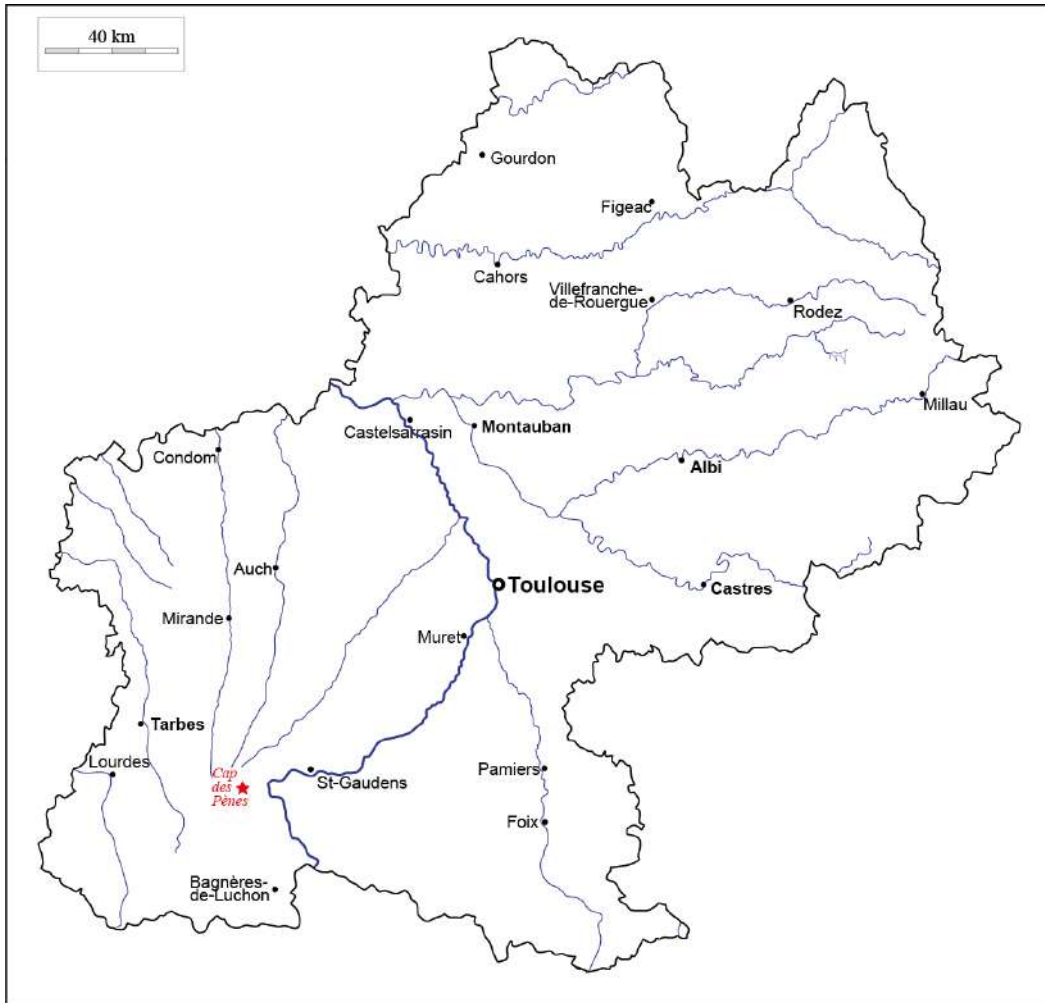 40 km
Gourdon
Figeac
Cahors
Villefranche-
de-Rouergue
Rodez
Millau
Castelsarrasin
Montauban
Condom
Albi
Auch
Toulouse
Castres
Mirande
Muret
Tarbes
Lourdes
Cap
des
Pènes
St-Gaudens
Pamiers
Foix
Bagnères-
de-Luchon